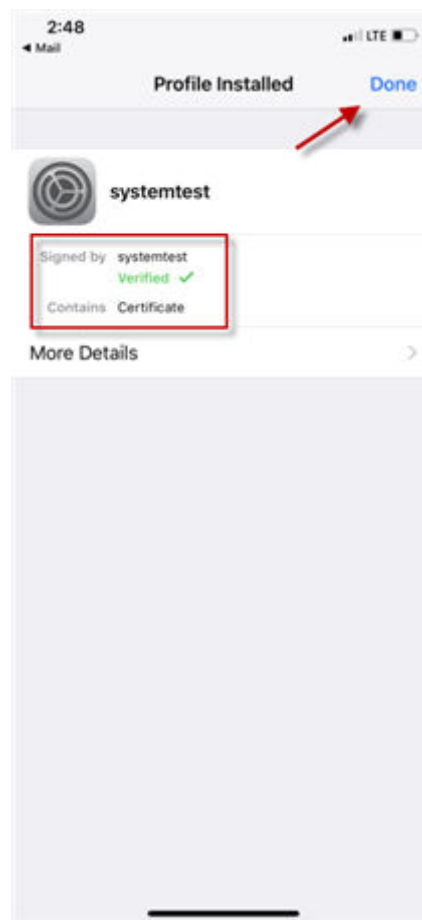 2:48
LTE
◀ Mail
Profile Installed
Done
systemtest
Signed by systemtest
Verified ✓
Contains Certificate
More Details